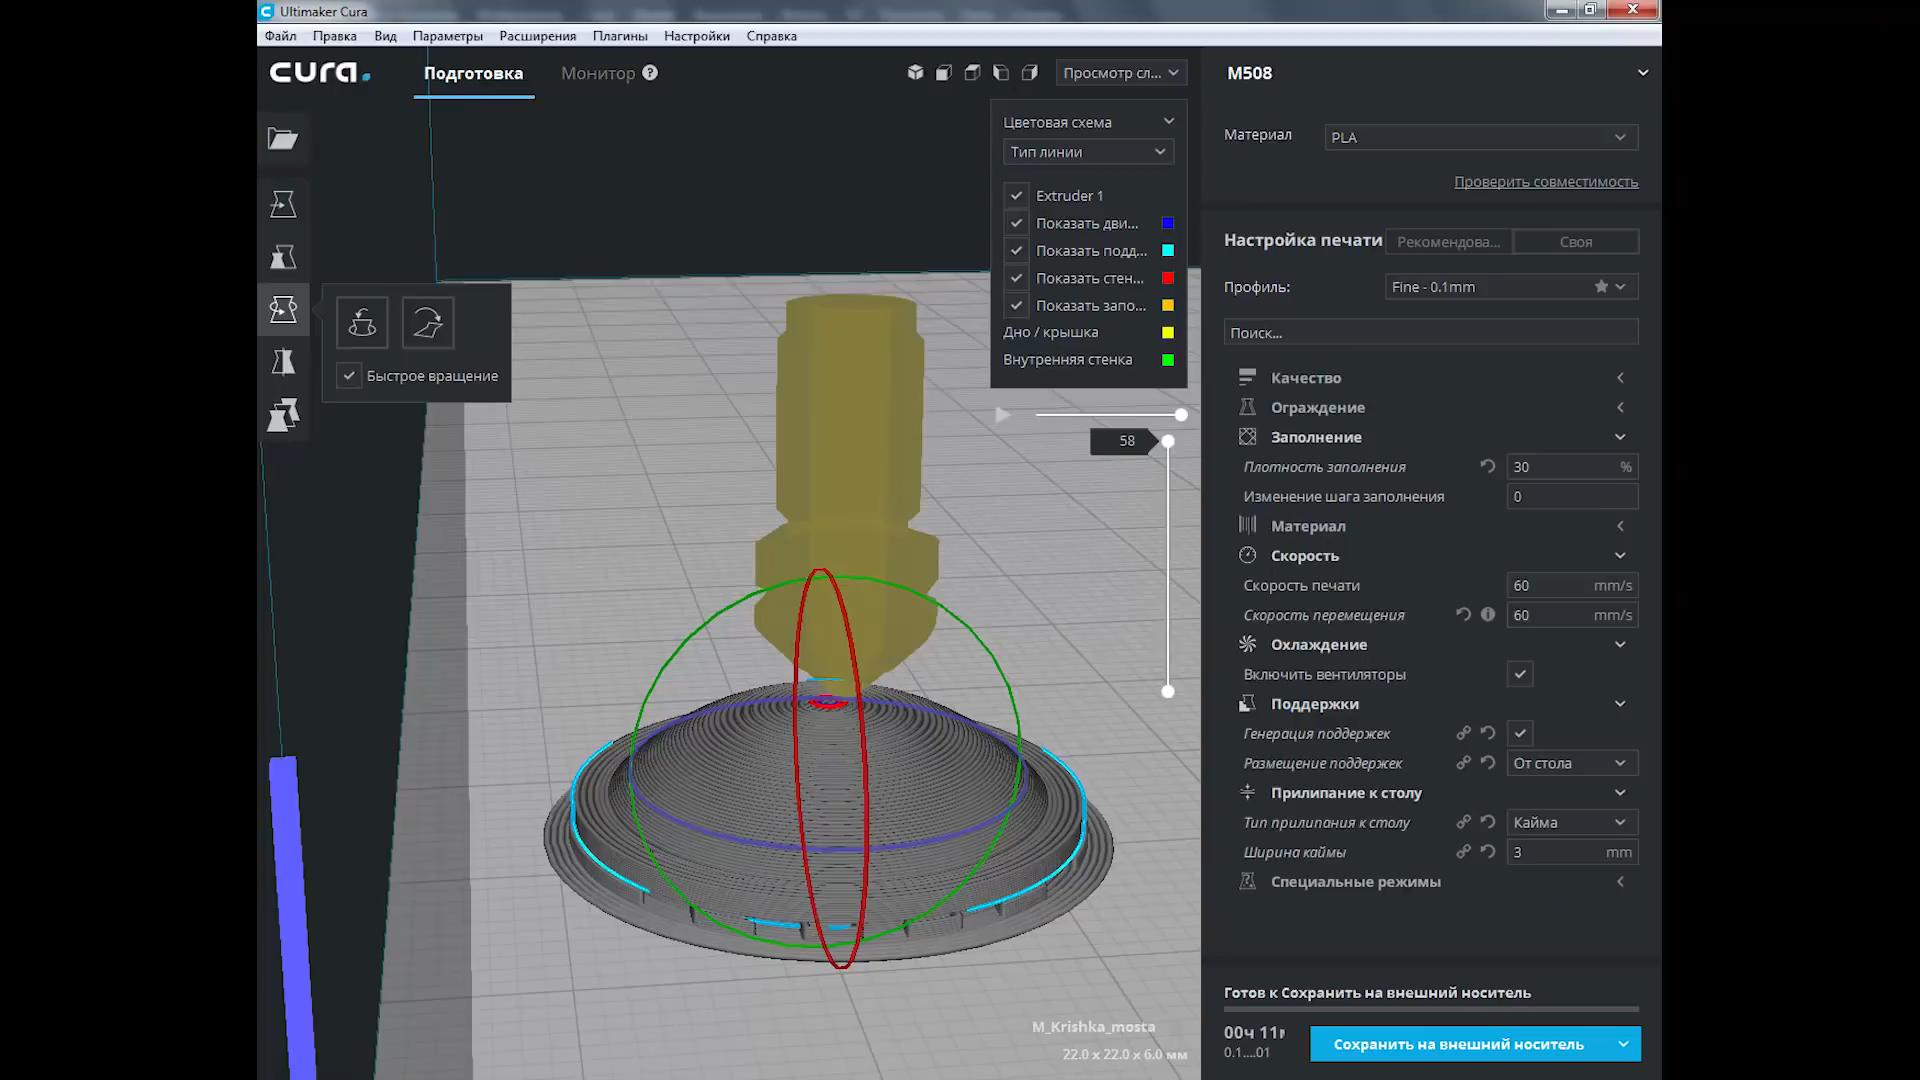 Ultimaker Cura
Файл Правка Вид Параметры Расширения Плагины Настройки Справка
cura. Подготовка Монитор ? Просмотр сл... M508
Цветовая схема
Тип линии
Extruder 1
Показать дви...
Показать подд...
Показать стен...
Показать запо...
Дно / крышка
Внутренняя стенка
58
Быстрое вращение
Материал PLA
Проверить совместимость
Настройка печати Рекомендова... Своя
Профиль: Fine - 0.1mm
Поиск...
Качество
Ограждение
Заполнение
Плотность заполнения 30 %
Изменение шага заполнения 0
Материал
Скорость
Скорость печати 60 mm/s
Скорость перемещения 60 mm/s
Охлаждение
Включить вентиляторы
Поддержки
Генерация поддержек
Размещение поддержек От стола
Прилипание к столу
Тип прилипания к столу Кайма
Ширина каймы 3 mm
Специальные режимы
M_Krishka_mosta
22.0 x 22.0 x 6.0 мм
Готов к Сохранить на внешний носитель
00ч 11
0.1....01
Сохранить на внешний носитель